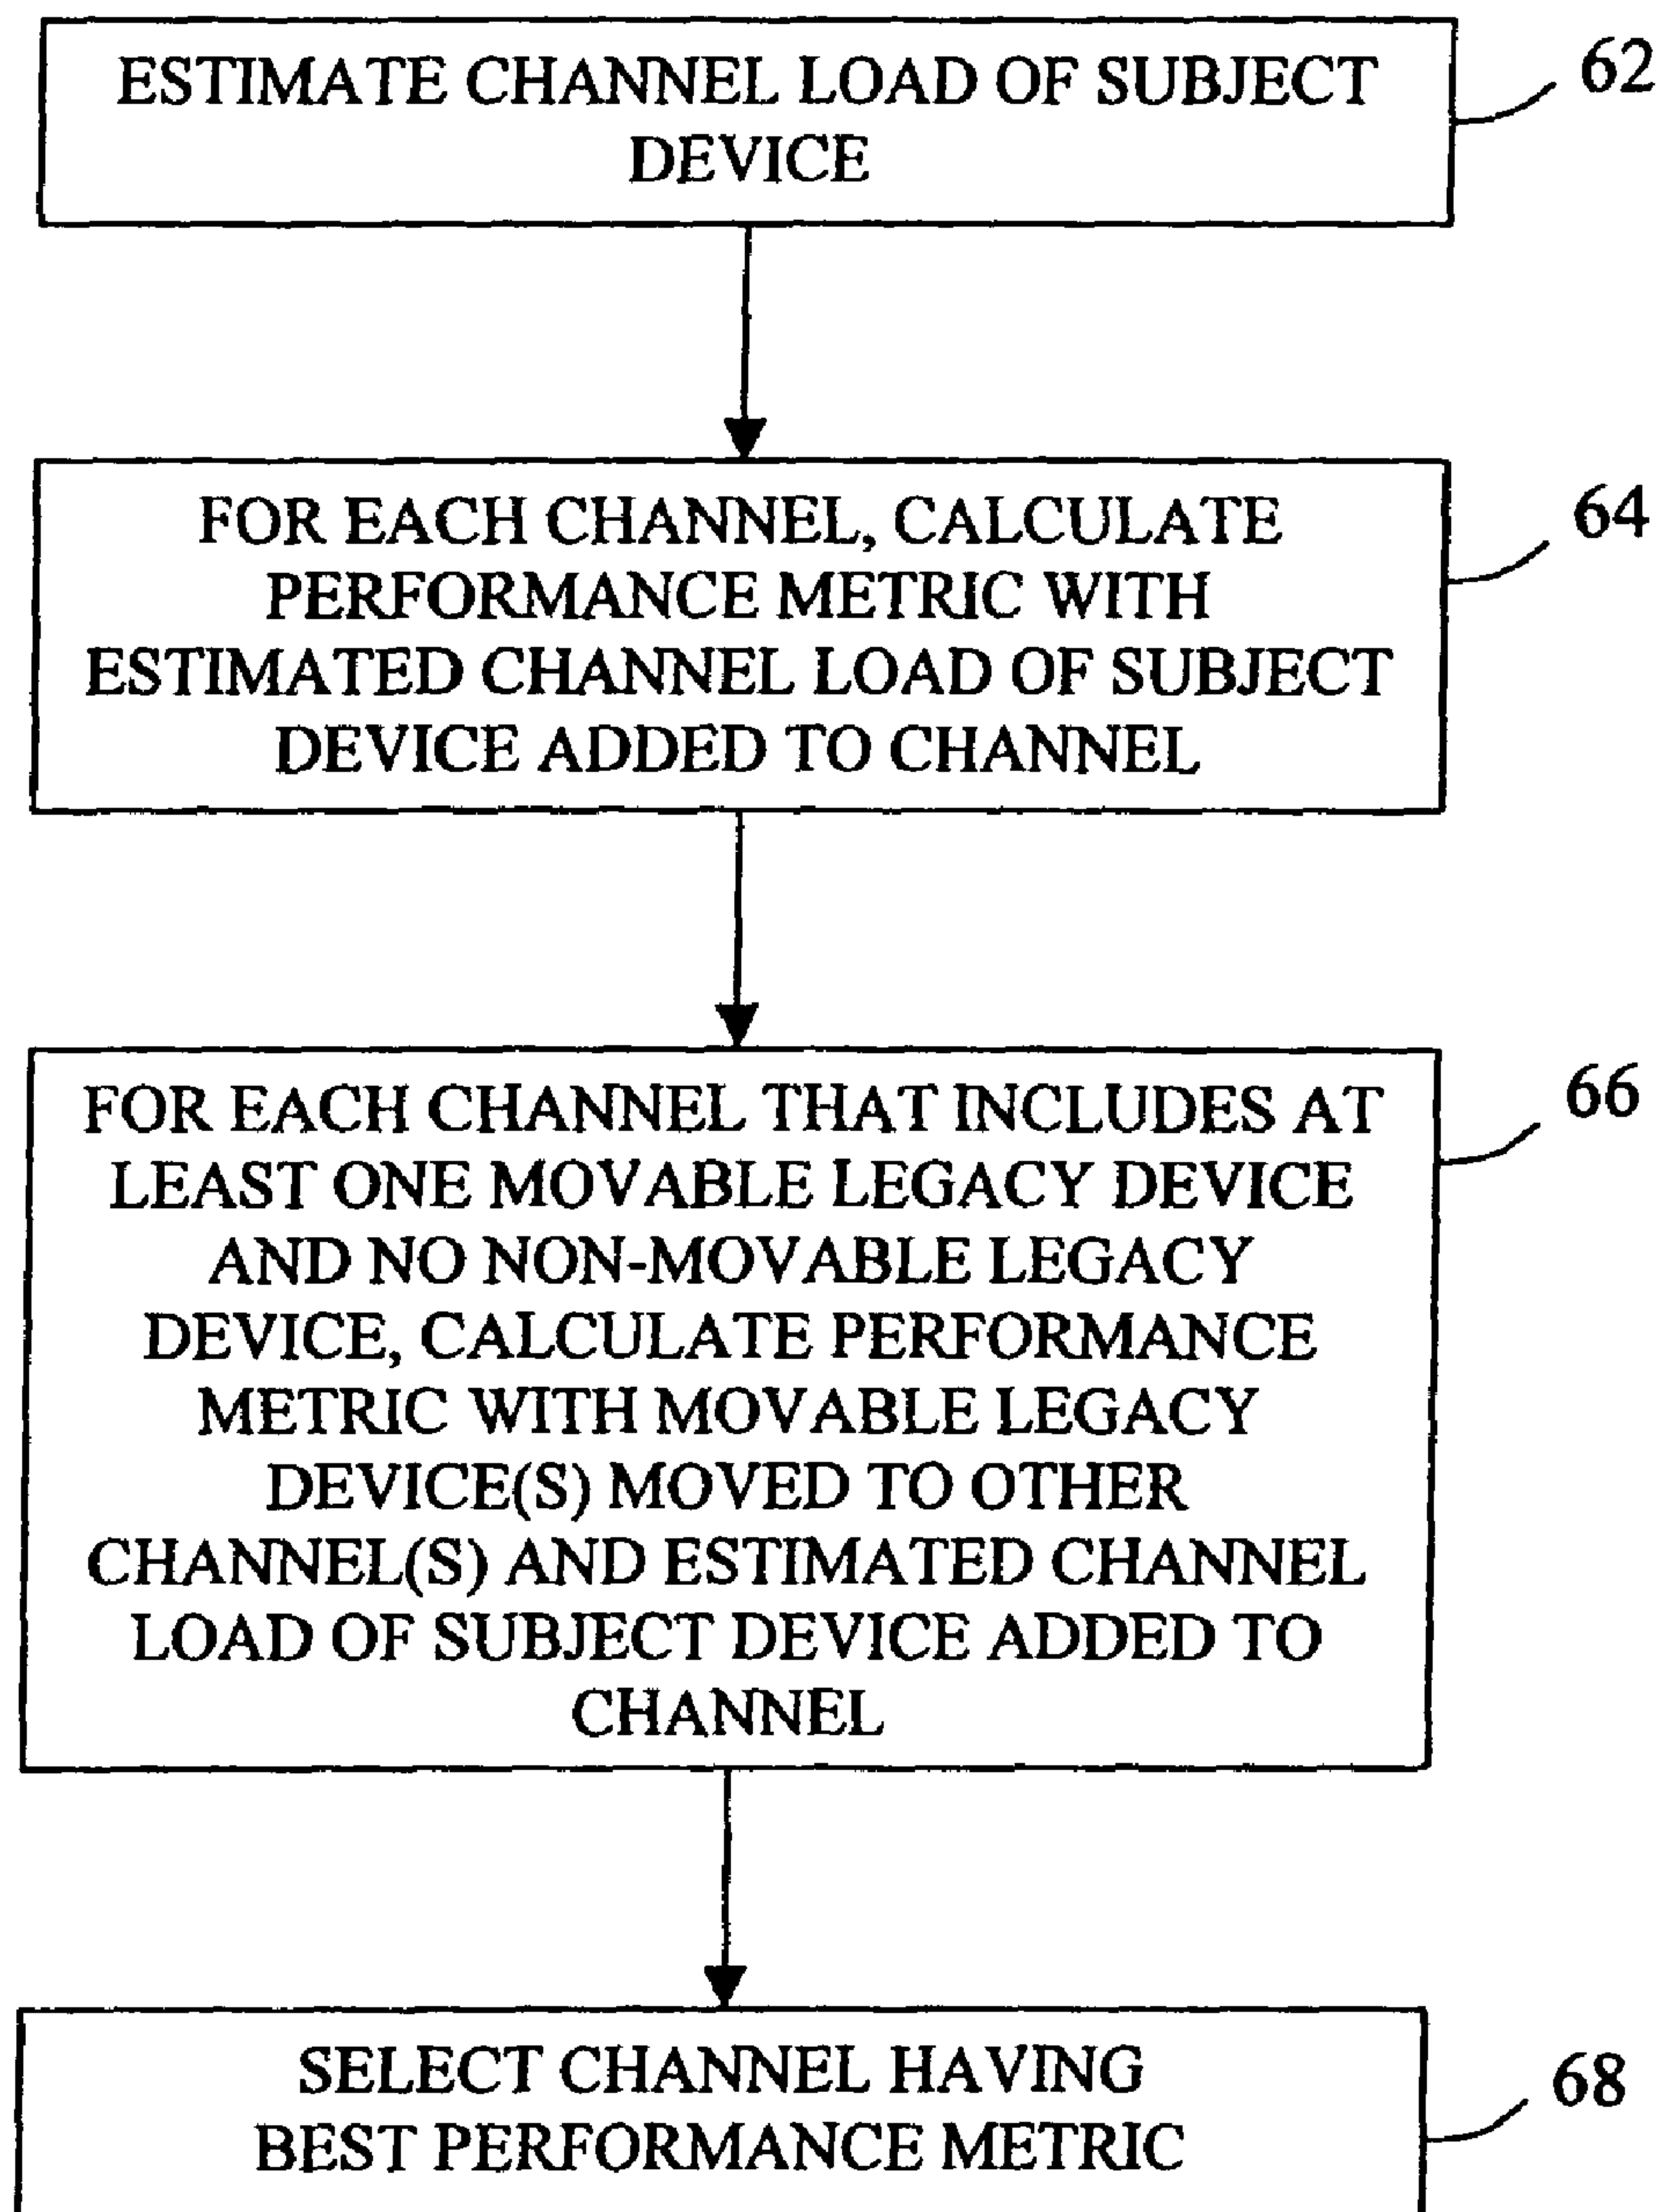 ESTIMATE CHANNEL LOAD OF SUBJECT
DEVICE
62
FOR EACH CHANNEL, CALCULATE
PERFORMANCE METRIC WITH
ESTIMATED CHANNEL LOAD OF SUBJECT
DEVICE ADDED TO CHANNEL
64
FOR EACH CHANNEL THAT INCLUDES AT
LEAST ONE MOVABLE LEGACY DEVICE
AND NO NON-MOVABLE LEGACY
DEVICE, CALCULATE PERFORMANCE
METRIC WITH MOVABLE LEGACY
DEVICE(S) MOVED TO OTHER
CHANNEL(S) AND ESTIMATED CHANNEL
LOAD OF SUBJECT DEVICE ADDED TO
CHANNEL
66
SELECT CHANNEL HAVING
BEST PERFORMANCE METRIC
68